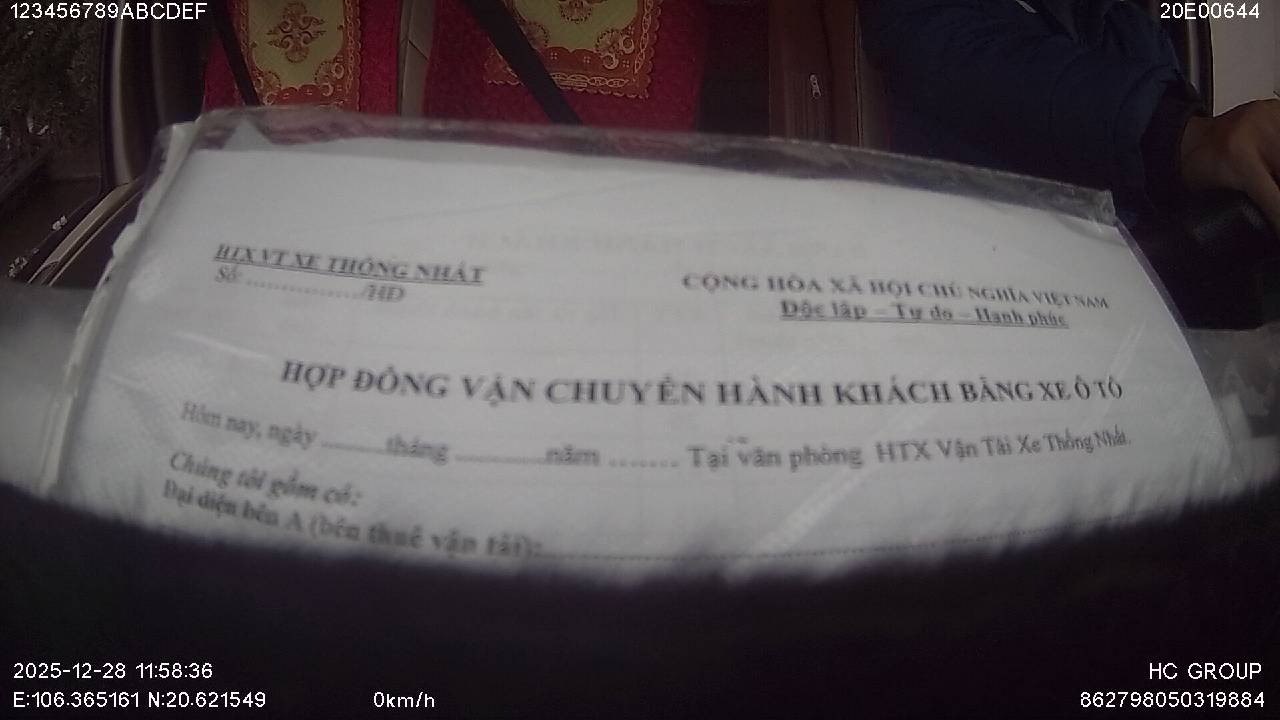 123456789ABCDEF
20E00644
HTX VT XE THỐNG NHẤT
Số: ................/HĐ
CỘNG HÒA XÃ HỘI CHỦ NGHĨA VIỆT NAM
Độc lập – Tự do – Hạnh phúc
HỢP ĐỒNG VẬN CHUYỂN HÀNH KHÁCH BẰNG XE Ô TÔ
Hôm nay, ngày ..........tháng ..............năm ........ Tại văn phòng HTX Vận Tải Xe Thống Nhất.
Chúng tôi gồm có:
Đại diện bên A (bên thuê vận tải):..........
2025-12-28 11:58:36
E:106.365161 N:20.621549
0km/h
HC GROUP
862798050319884